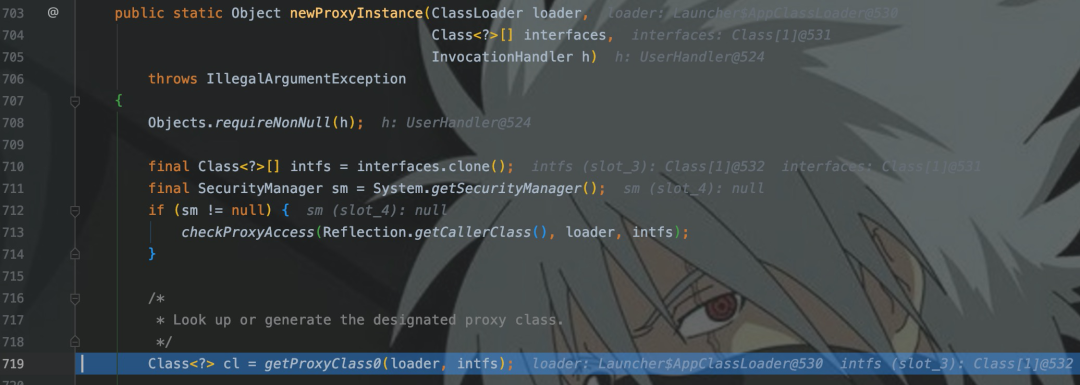 703 @ public static Object newProxyInstance(ClassLoader loader, loader: Launcher$AppClassLoader@530
704 Class<?>[] interfaces, interfaces: Class[1]@531
705 InvocationHandler h) h: UserHandler@524
706 throws IllegalArgumentException
707 {
708 Objects.requireNonNull(h); h: UserHandler@524
709
710 final Class<?>[] intfs = interfaces.clone(); intfs (slot_3): Class[1]@532 interfaces: Class[1]@531
711 final SecurityManager sm = System.getSecurityManager(); sm (slot_4): null
712 if (sm != null) { sm (slot_4): null
713 checkProxyAccess(Reflection.getCallerClass(), loader, intfs);
714 }
715
716 /*
717 * Look up or generate the designated proxy class.
718 */
719 Class<?> cl = getProxyClass0(loader, intfs); loader: Launcher$AppClassLoader@530 intfs (slot_3): Class[1]@532
720